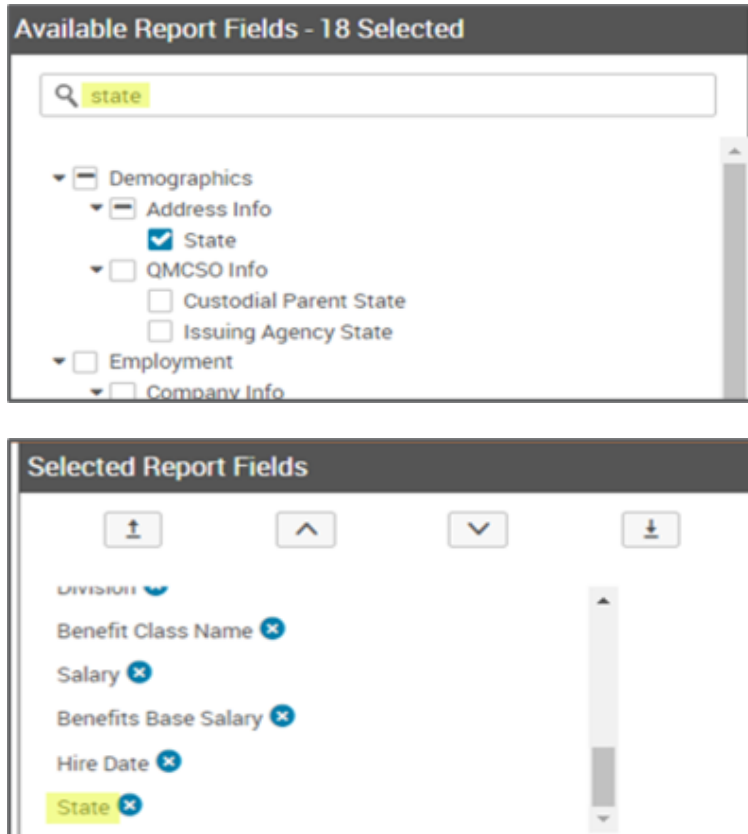 Available Report Fields - 18 Selected
state
Demographics
Address Info
State
QMCSO Info
Custodial Parent State
Issuing Agency State
Employment
Company Info
Selected Report Fields
Division
Benefit Class Name
Salary
Benefits Base Salary
Hire Date
State